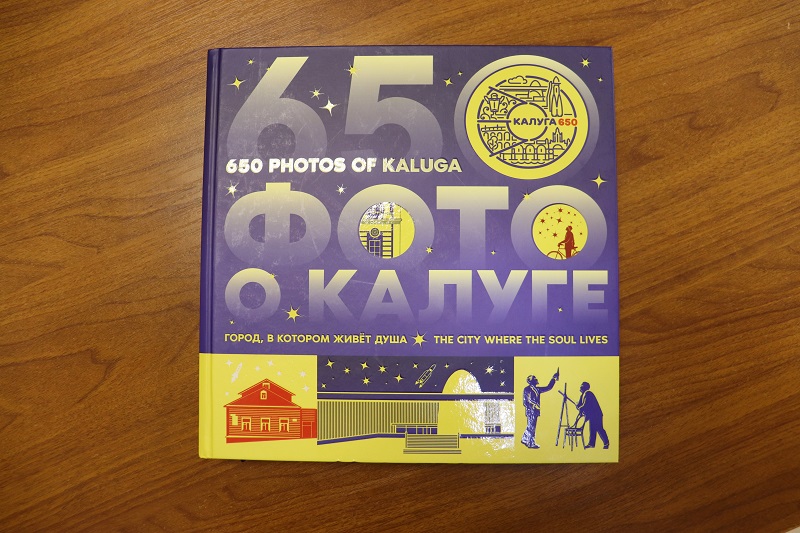 650
КАЛУГА 650
650 PHOTOS OF KALUGA
ФОТО
О КАЛУГЕ
ГОРОД, В КОТОРОМ ЖИВЁТ ДУША ✶ THE CITY WHERE THE SOUL LIVES